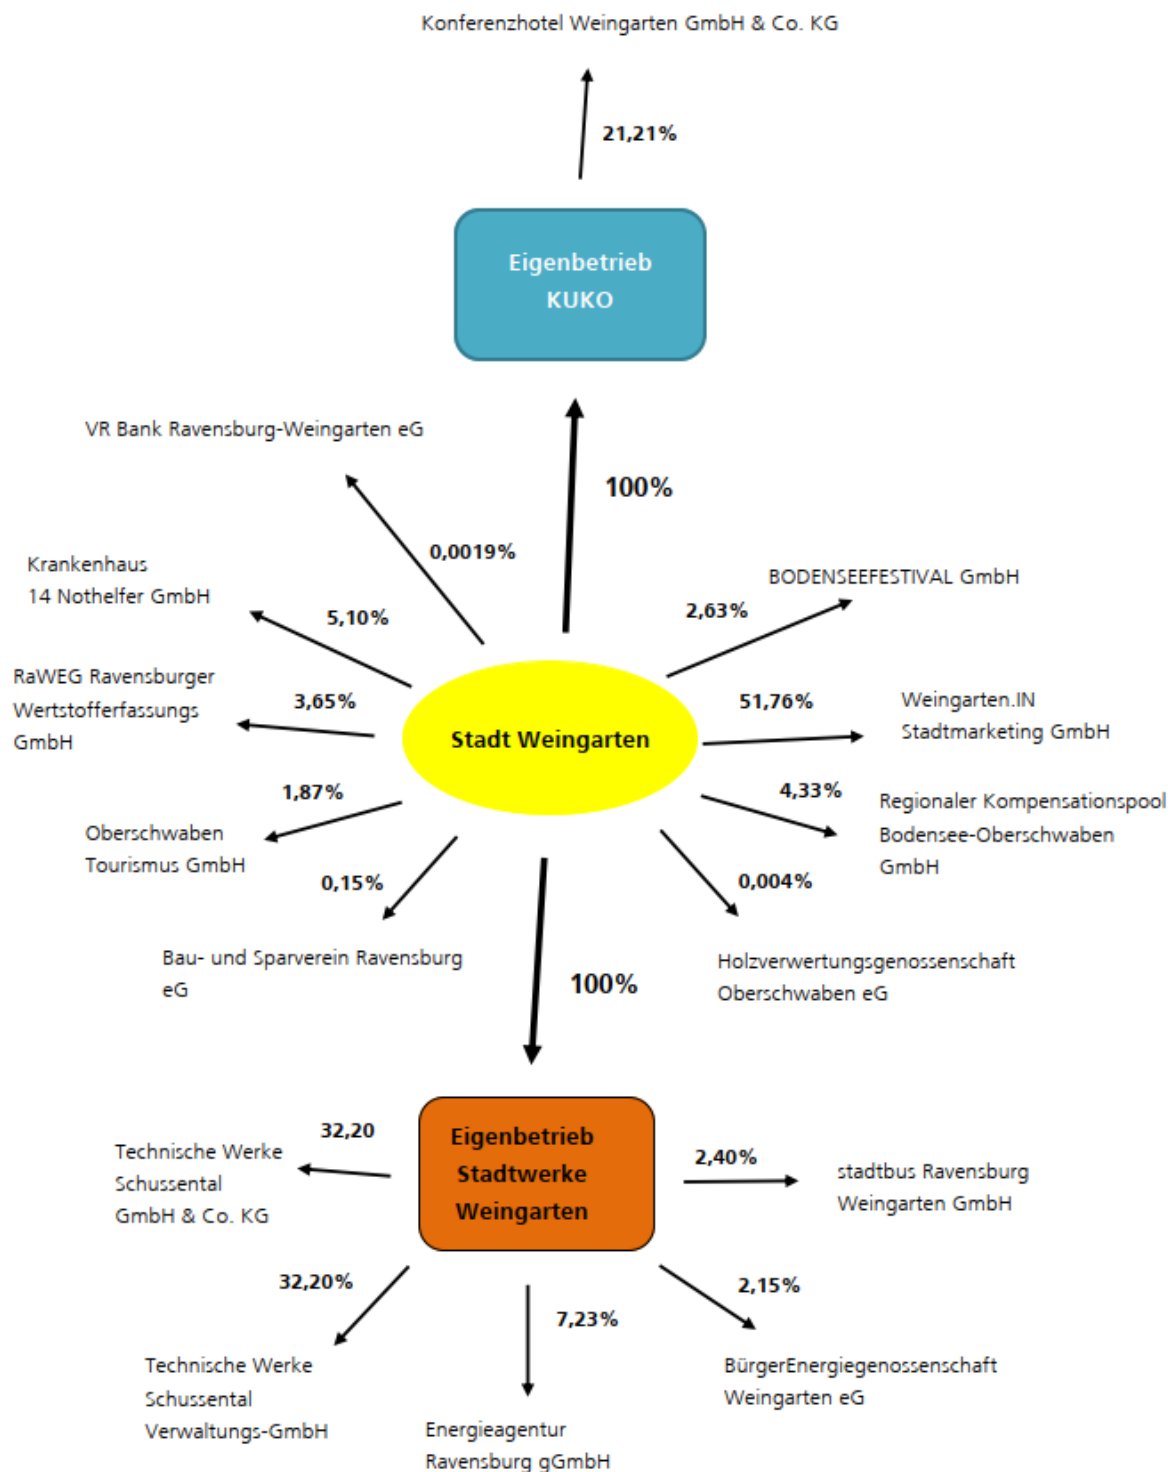 Konferenzhotel Weingarten GmbH & Co. KG
21,21%
Eigenbetrieb
KUKO
VR Bank Ravensburg-Weingarten eG
100%
0,0019%
Krankenhaus
14 Nothelfer GmbH
5,10%
BODENSEEFESTIVAL GmbH
2,63%
RaWEG Ravensburger
Wertstofferfassungs
GmbH
3,65%
Stadt Weingarten
51,76%
Weingarten.IN
Stadtmarketing GmbH
1,87%
Oberschwaben
Tourismus GmbH
4,33%
Regionaler Kompensationspool
Bodensee-Oberschwaben
GmbH
0,15%
Bau- und Sparverein Ravensburg
eG
0,004%
Holzverwertungsgenossenschaft
Oberschwaben eG
100%
Eigenbetrieb
Stadtwerke
Weingarten
32,20
Technische Werke
Schussental
GmbH & Co. KG
2,40%
stadtbus Ravensburg
Weingarten GmbH
32,20%
Technische Werke
Schussental
Verwaltungs-GmbH
7,23%
Energieagentur
Ravensburg gGmbH
2,15%
BürgerEnergiegenossenschaft
Weingarten eG